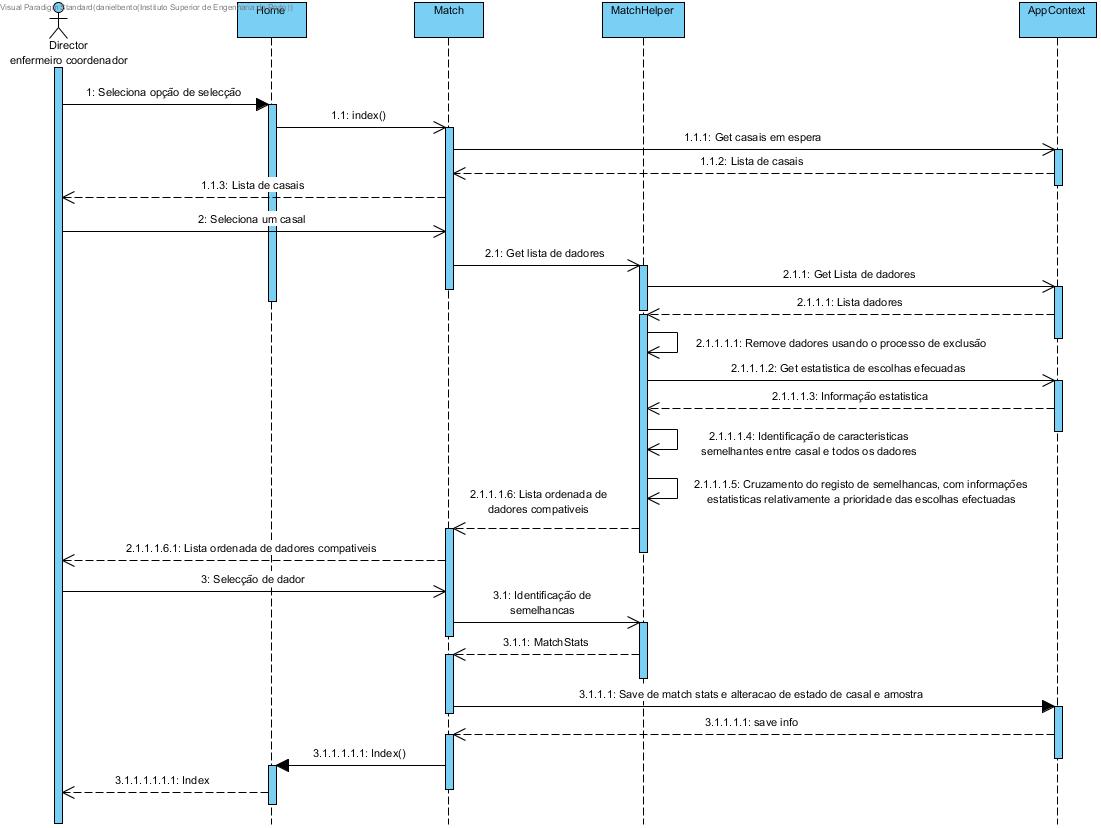 Visual Paradigm Standard(danielbento(Instituto Superior de Engenharia do Porto))
Home
Match
MatchHelper
AppContext
Director
enfermeiro coordenador
1: Seleciona opção de selecção
1.1: index()
1.1.1: Get casais em espera
1.1.2: Lista de casais
1.1.3: Lista de casais
2: Seleciona um casal
2.1: Get lista de dadores
2.1.1: Get Lista de dadores
2.1.1.1: Lista dadores
2.1.1.1.1: Remove dadores usando o processo de exclusão
2.1.1.1.2: Get estatistica de escolhas efecuadas
2.1.1.1.3: Informação estatistica
2.1.1.1.4: Identificação de caracteristicas
semelhantes entre casal e todos os dadores
2.1.1.1.5: Cruzamento do registo de semelhancas, com informações
estatisticas relativamente a prioridade das escolhas efectuadas
2.1.1.1.6: Lista ordenada de
dadores compativeis
2.1.1.1.6.1: Lista ordenada de dadores compativeis
3: Selecção de dador
3.1: Identificação de
semelhancas
3.1.1: MatchStats
3.1.1.1: Save de match stats e alteracao de estado de casal e amostra
3.1.1.1.1: save info
3.1.1.1.1.1: Index()
3.1.1.1.1.1.1: Index